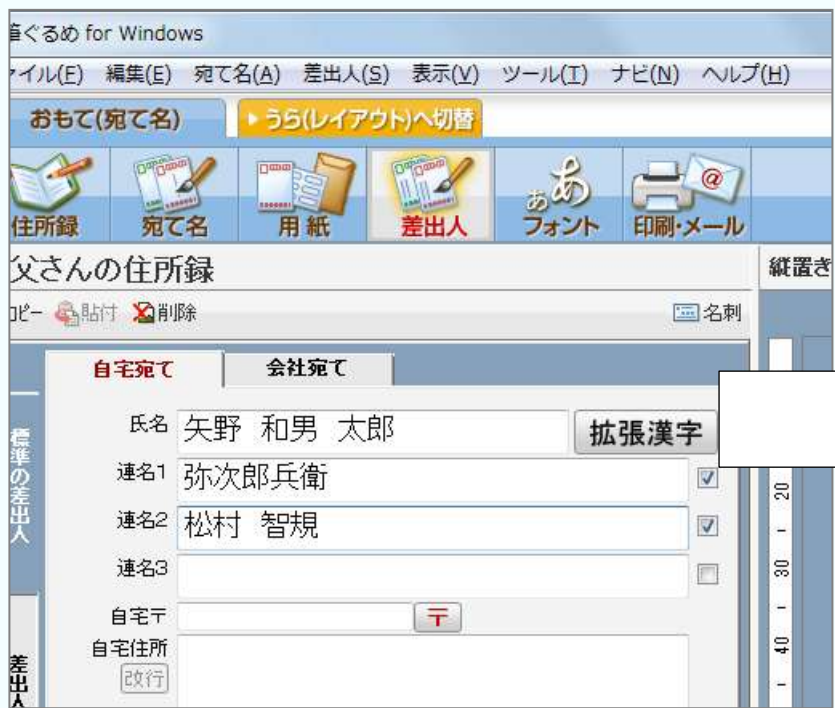 筆ぐるめ for Windows
ァイル(F) 編集(E) 宛て名(A) 差出人(S) 表示(V) ツール(T) ナビ(N) ヘルプ(H)
おもて(宛て名) うら(レイアウト)へ切替
住所録 宛て名 用紙 差出人 フォント 印刷・メール
父さんの住所録 縦置き
コピー 貼付 削除 名刺
自宅宛て 会社宛て
標準の差出人
氏名 矢野 和男 太郎 拡張漢字
連名1 弥次郎兵衛
連名2 松村 智規
連名3
自宅〒 〒
自宅住所
改行
差出人
20
30
40